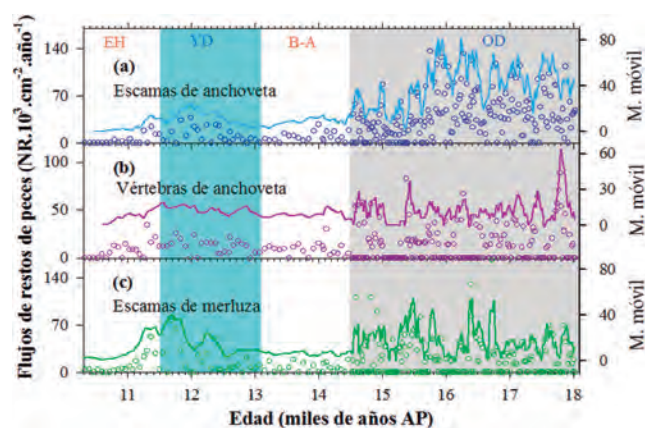 EH YD B-A OD
140 80
(a)
Escamas de anchoveta
70 40
0 0
M. móvil
100 60
(b)
Vértebras de anchoveta
50 30
0 0
M. móvil
140 80
(c)
Escamas de merluza
70 40
0 0
M. móvil
Flujos de restos de peces (NR.10³.cm⁻².año⁻¹)
11 12 13 14 15 16 17 18
Edad (miles de años AP)